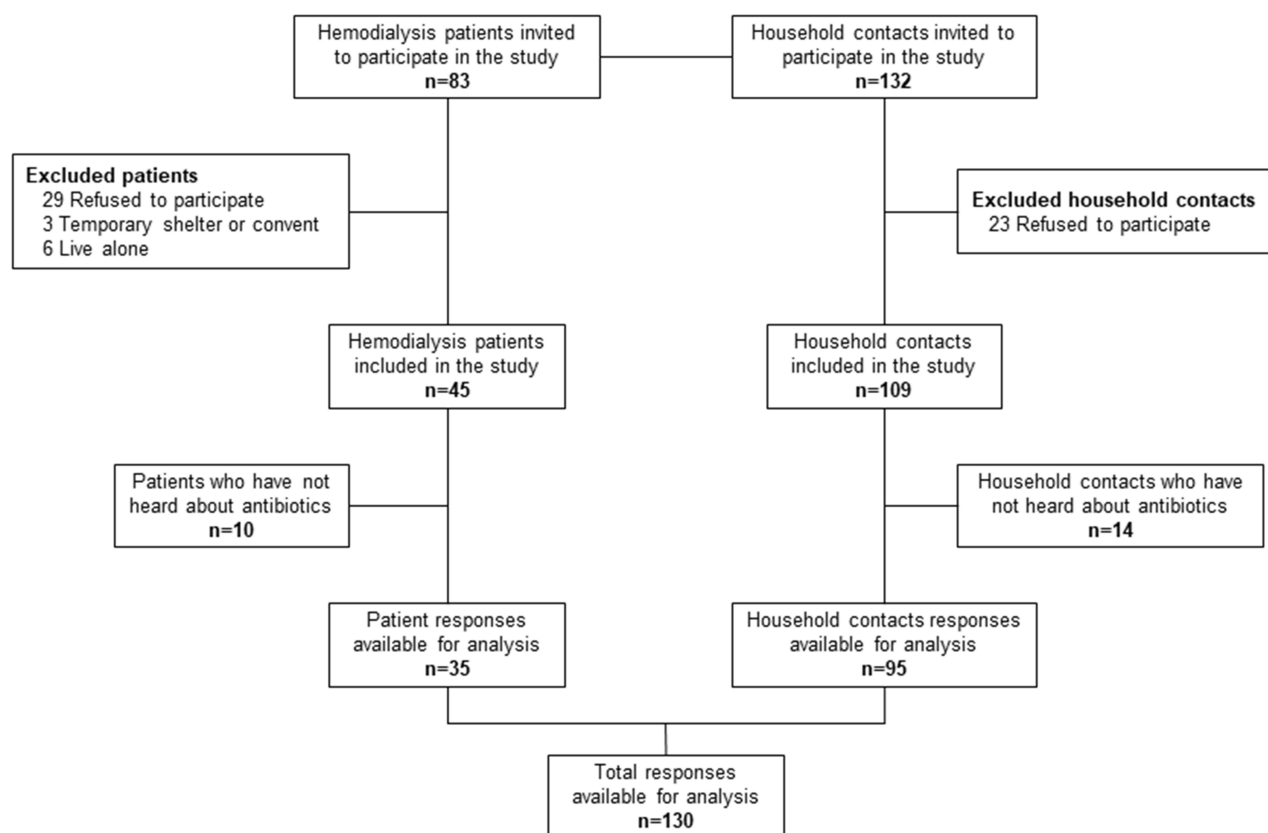 Hemodialysis patients invited
to participate in the study
n=83
Household contacts invited to
participate in the study
n=132
Excluded patients
29 Refused to participate
3 Temporary shelter or convent
6 Live alone
Excluded household contacts
23 Refused to participate
Hemodialysis patients
included in the study
n=45
Household contacts
included in the study
n=109
Patients who have not
heard about antibiotics
n=10
Household contacts who have
not heard about antibiotics
n=14
Patient responses
available for analysis
n=35
Household contacts responses
available for analysis
n=95
Total responses
available for analysis
n=130